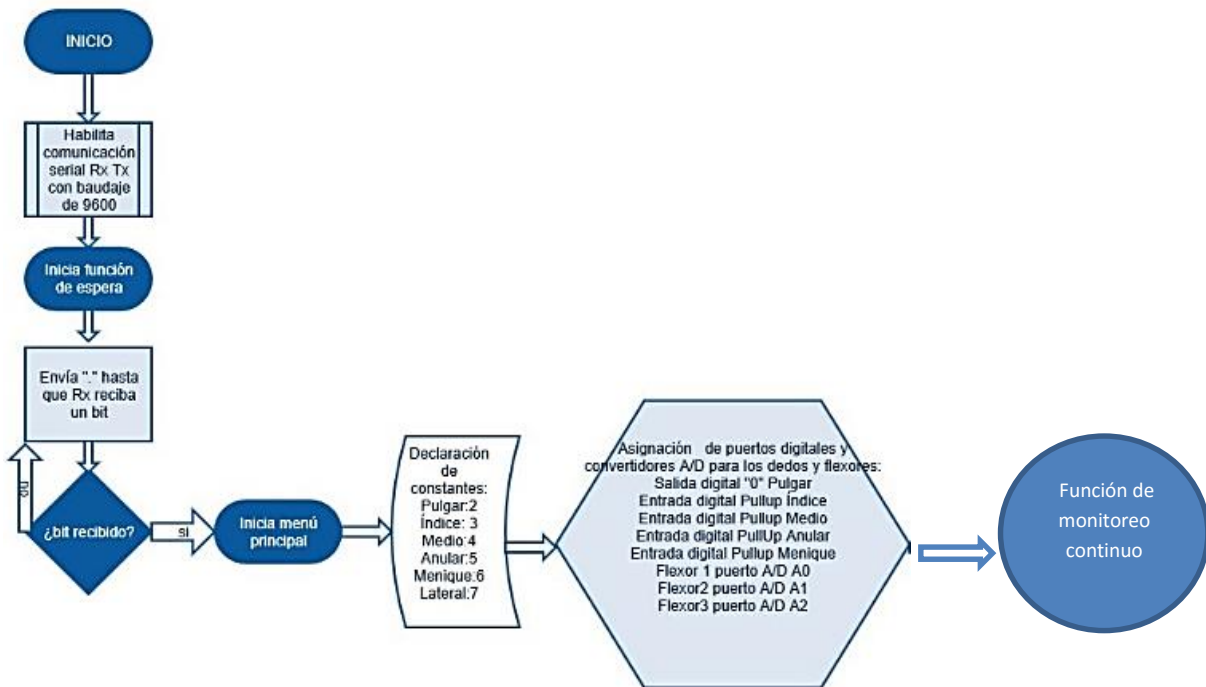 INICIO
Habilita
comunicación
serial Rx Tx
con baudaje
de 9600
Inicia función
de espera
Envía "." hasta
que Rx reciba
un bit
no
¿bit recibido?
si
Inicia menú
principal
Declaración
de
constantes:
Pulgar:2
Índice: 3
Medio:4
Anular:5
Menique:6
Lateral:7
Asignación de puertos digitales y
convertidores A/D para los dedos y flexores:
Salida digital "0" Pulgar
Entrada digital Pullup Índice
Entrada digital Pullup Medio
Entrada digital PullUp Anular
Entrada digital Pullup Menique
Flexor 1 puerto A/D A0
Flexor2 puerto A/D A1
Flexor3 puerto A/D A2
Función de
monitoreo
continuo